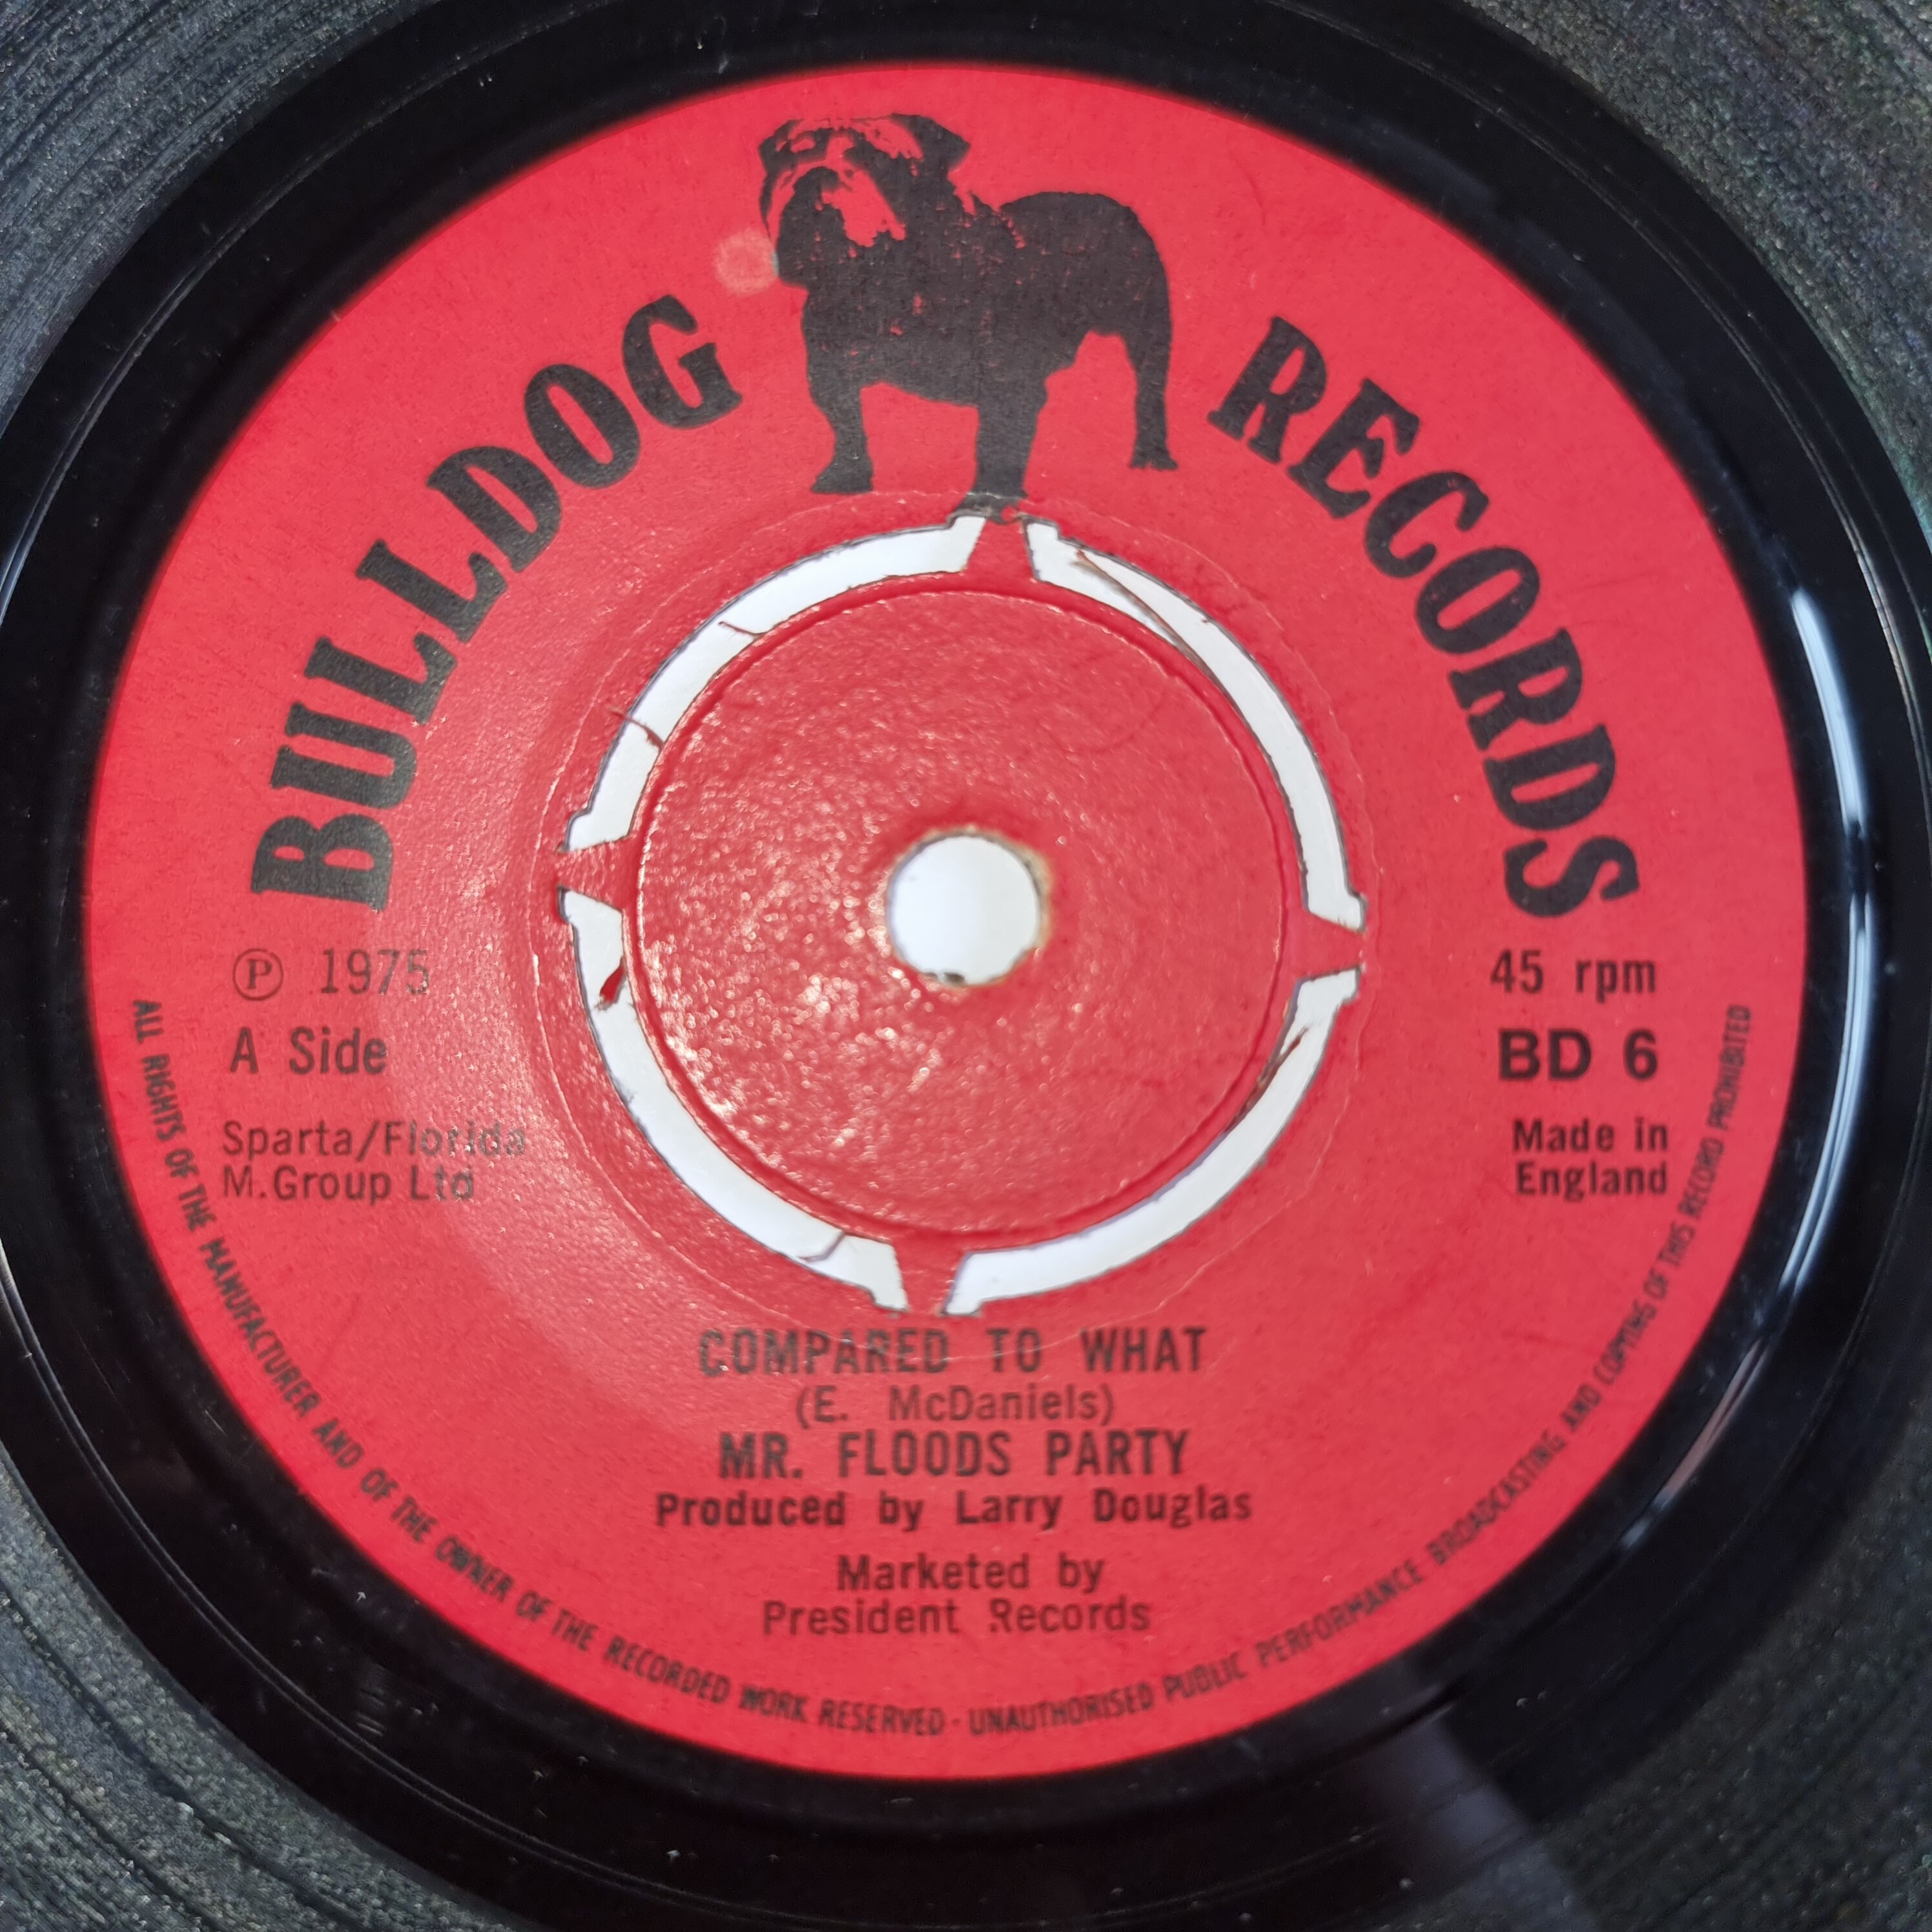 BULLDOG RECORDS
℗ 1975
A Side
Sparta/Florida
M.Group Ltd
45 rpm
BD 6
Made in
England
COMPARED TO WHAT
(E. McDaniels)
MR. FLOODS PARTY
Produced by Larry Douglas
Marketed by
President Records
ALL RIGHTS OF THE MANUFACTURER AND OF THE OWNER OF THE RECORDED WORK RESERVED - UNAUTHORISED PUBLIC PERFORMANCE BROADCASTING AND COPYING OF THIS RECORD PROHIBITED